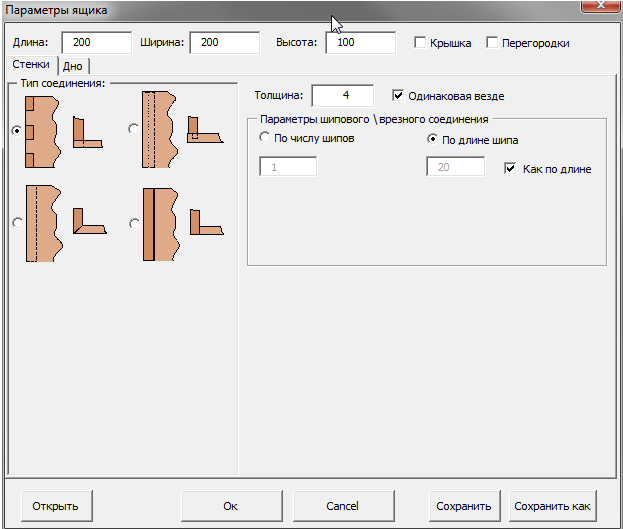 Параметры ящика
Длина: 200 Ширина: 200 Высота: 100 Крышка Перегородки
Стенки Дно
Тип соединения:
Толщина: 4 Одинаковая везде
Параметры шипового \ врезного соединения
По числу шипов По длине шипа
1 20 Как по длине
Открыть Ок Cancel Сохранить Сохранить как